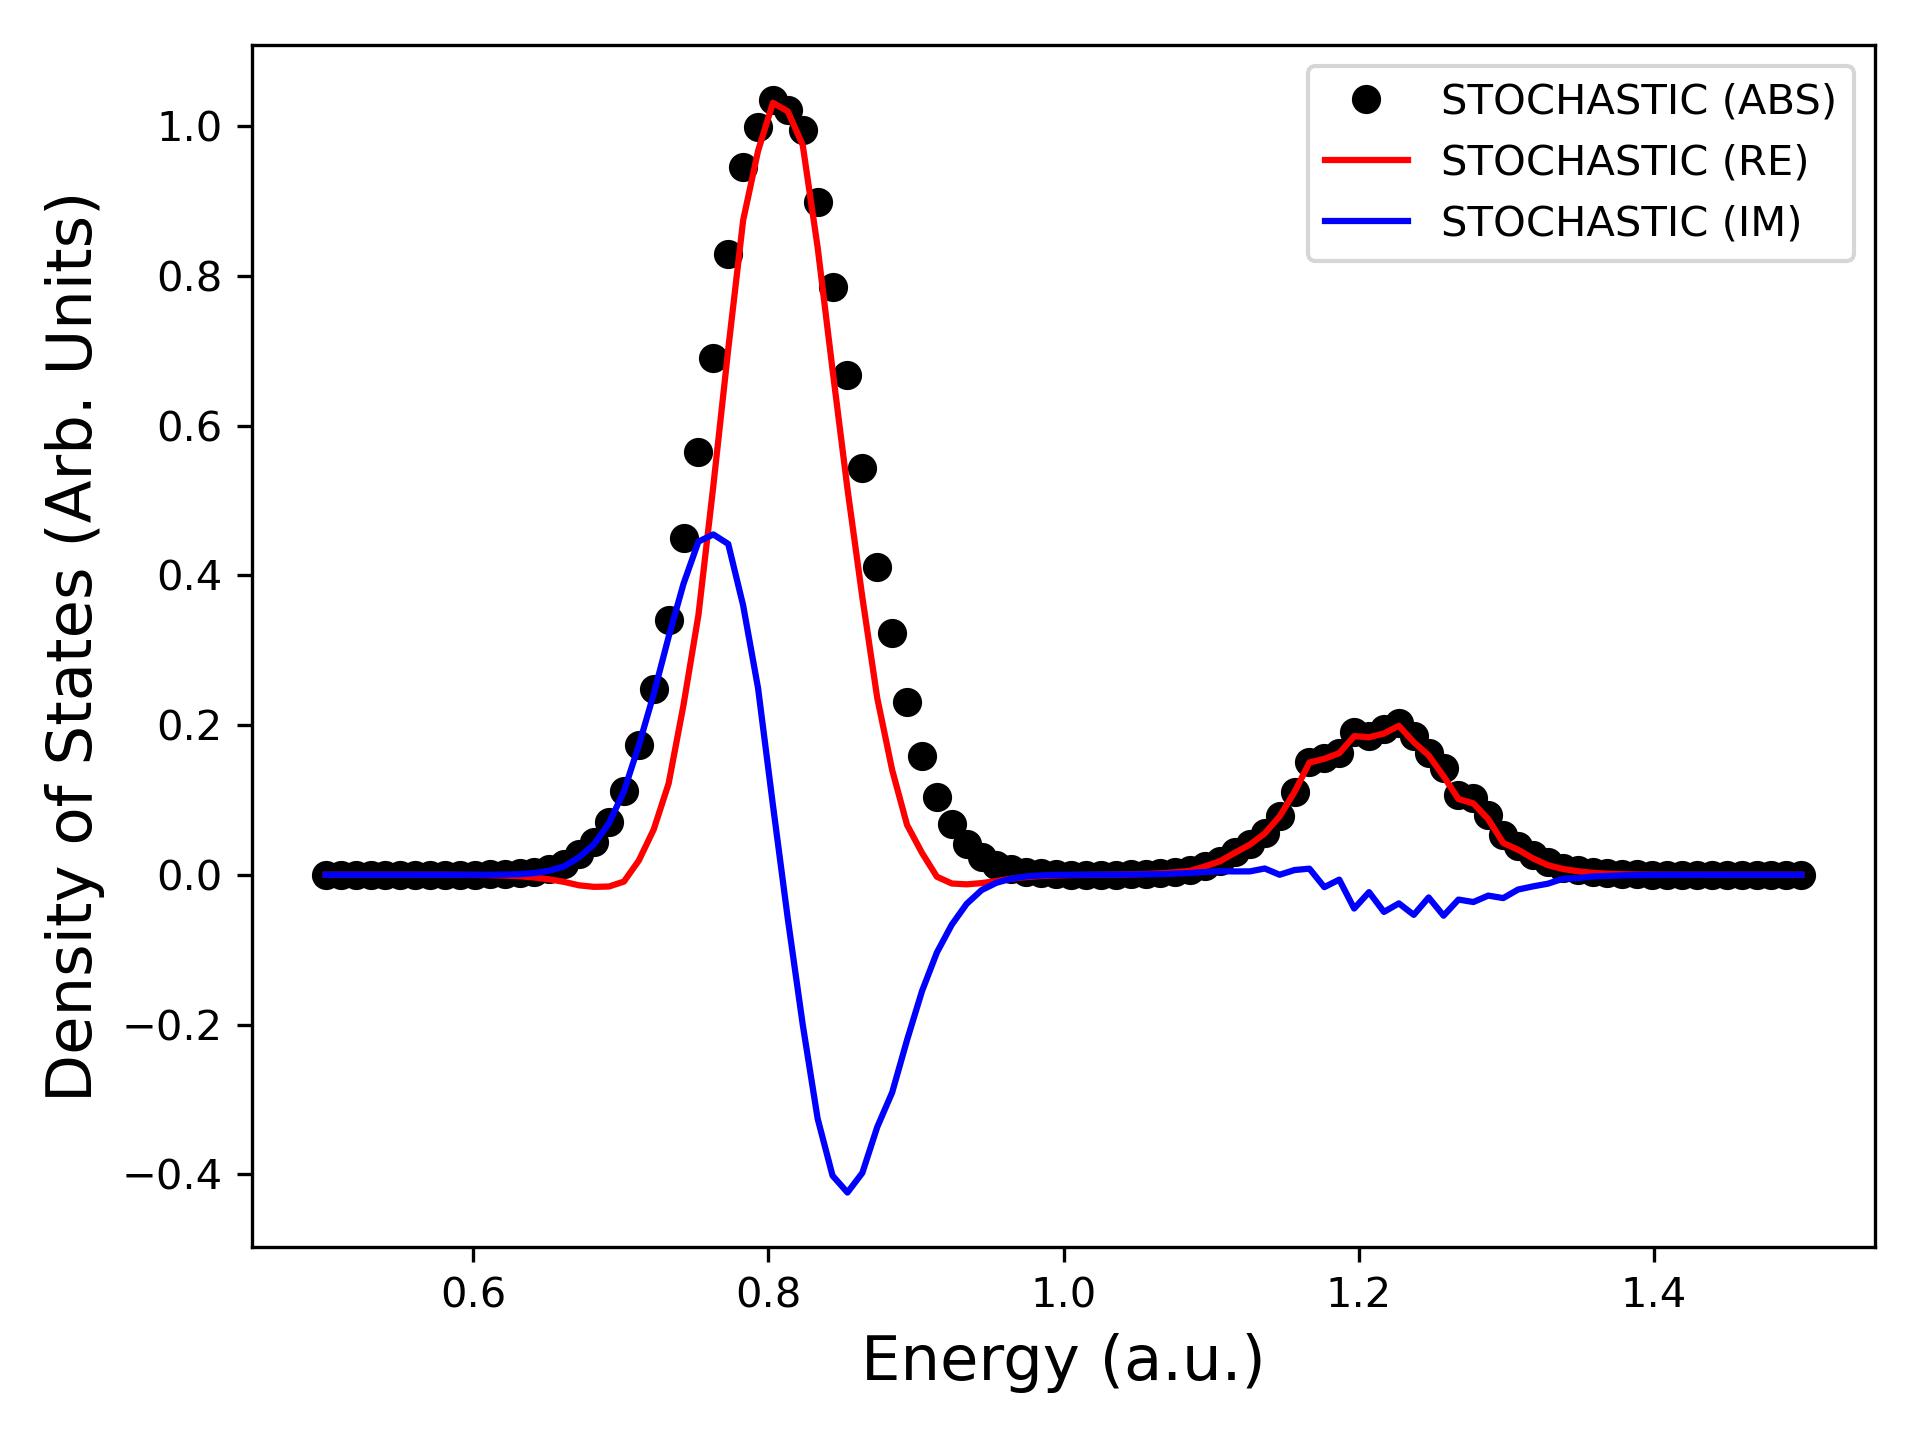 STOCHASTIC (ABS)
STOCHASTIC (RE)
STOCHASTIC (IM)
Density of States (Arb. Units)
1.0
0.8
0.6
0.4
0.2
0.0
−0.2
−0.4
0.6 0.8 1.0 1.2 1.4
Energy (a.u.)